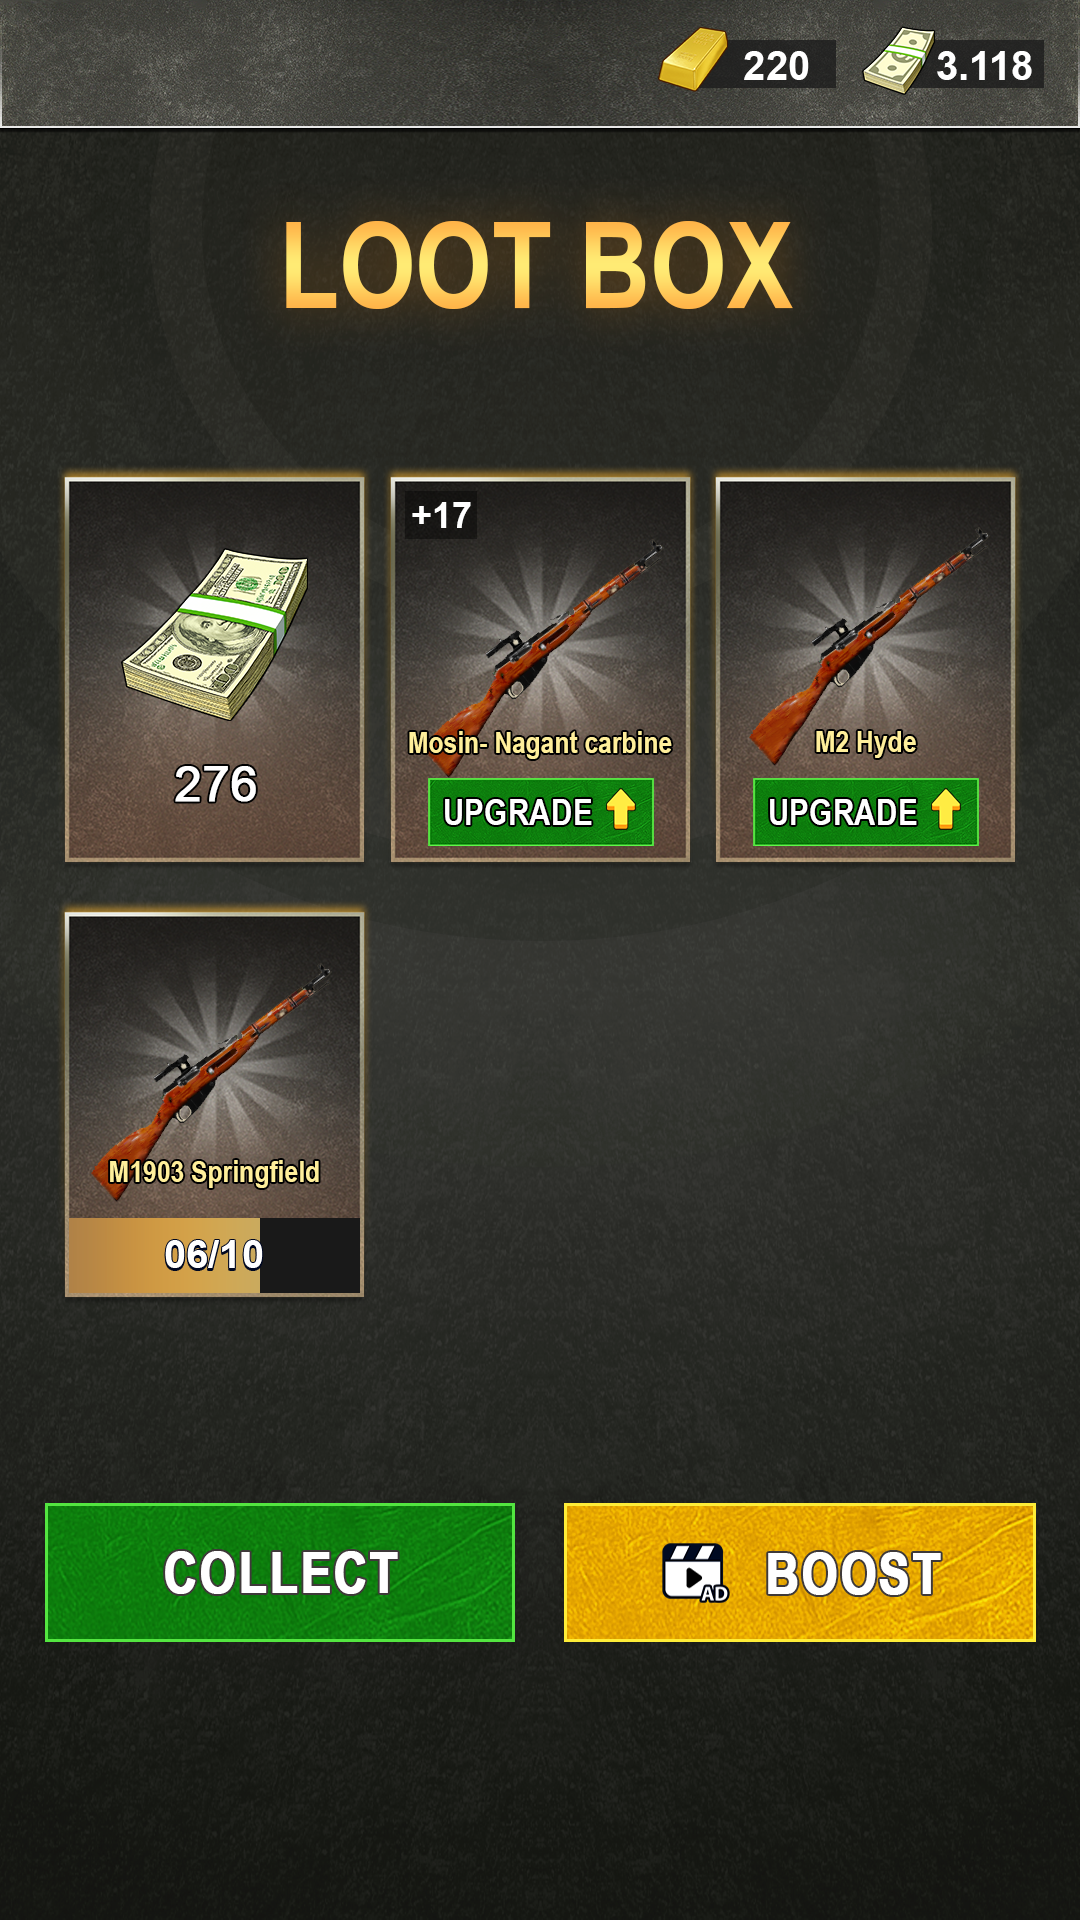 220
3.118
LOOT BOX
276
+17
Mosin- Nagant carbine
UPGRADE
M2 Hyde
UPGRADE
M1903 Springfield
06/10
COLLECT
AD
BOOST